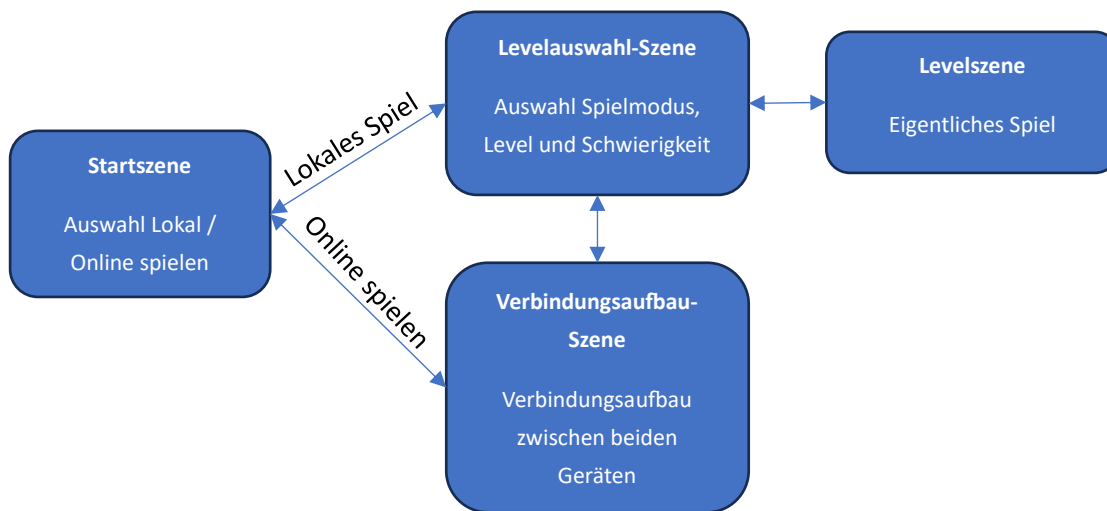 Startszene
Auswahl Lokal /
Online spielen
Lokales Spiel
Online spielen
Levelauswahl-Szene
Auswahl Spielmodus,
Level und Schwierigkeit
Verbindungsaufbau-
Szene
Verbindungsaufbau
zwischen beiden
Geräten
Levelszene
Eigentliches Spiel